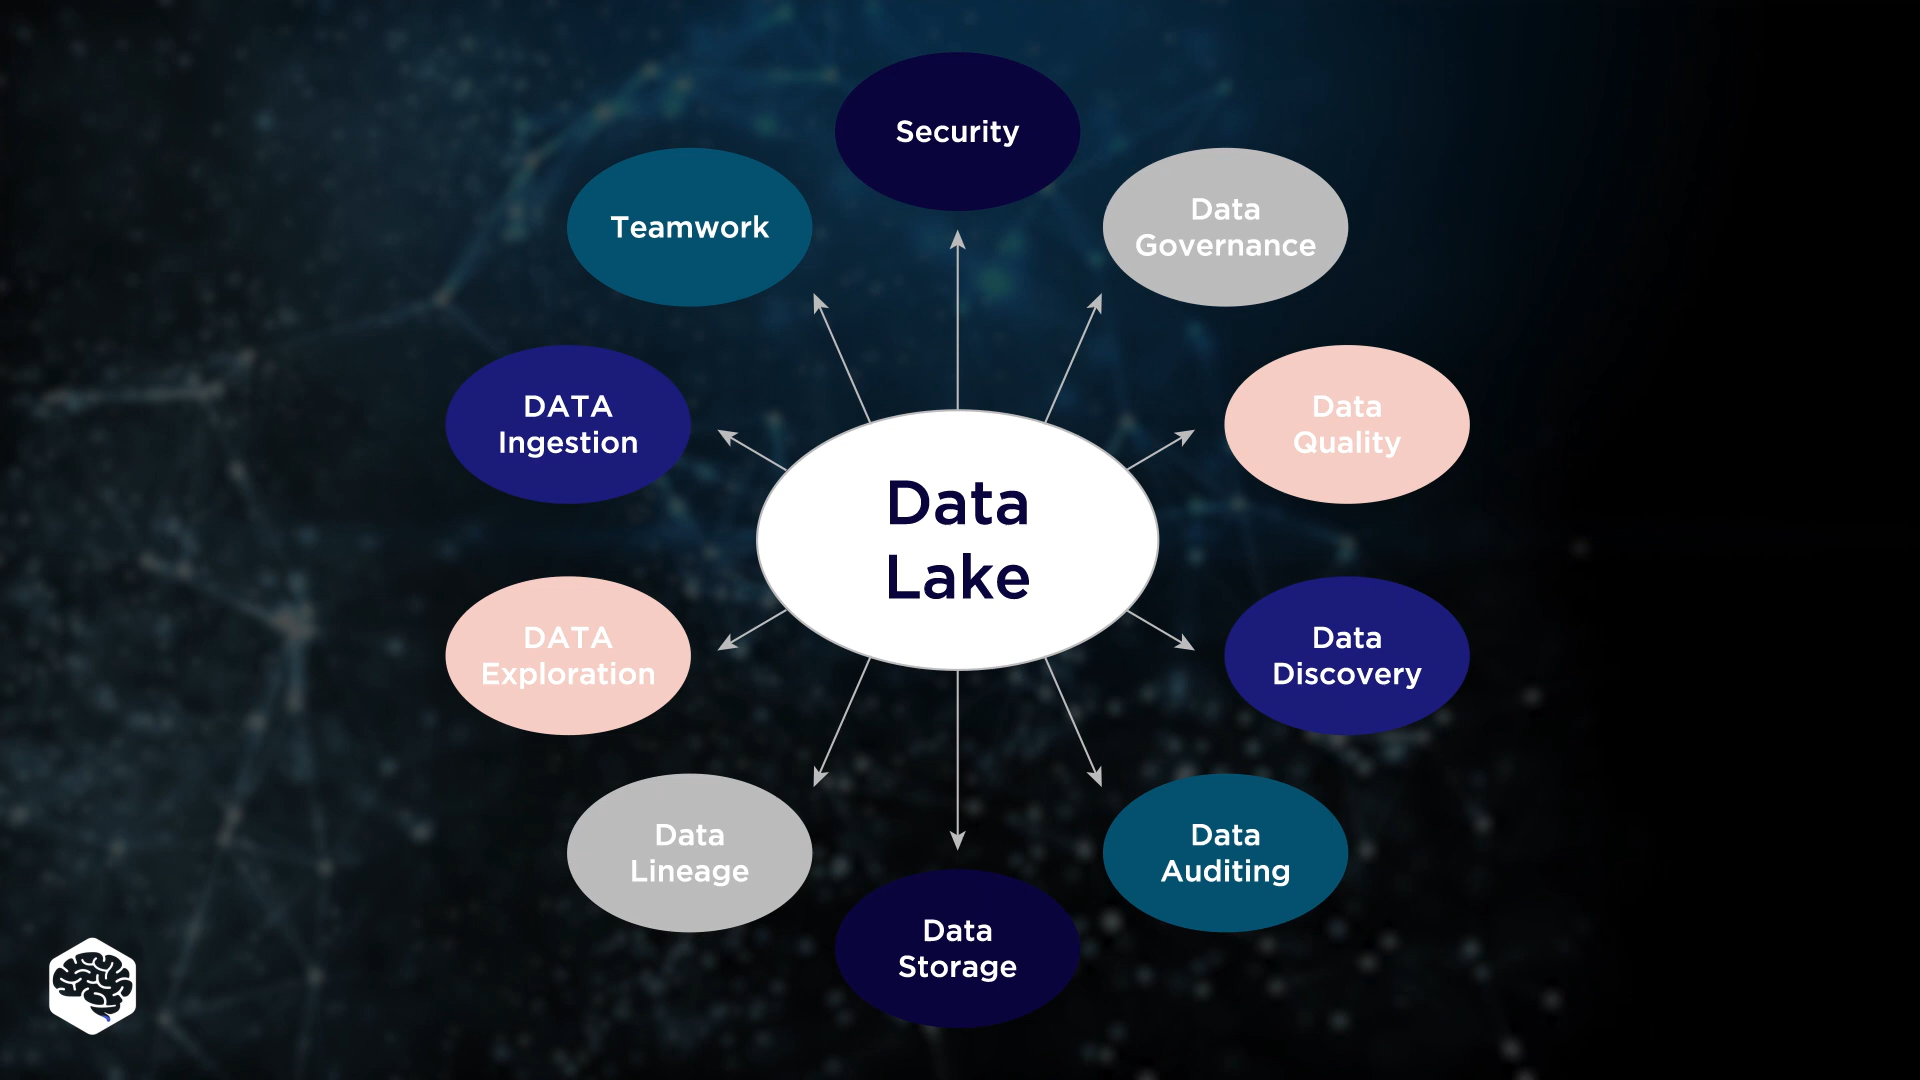 Security
Teamwork
Data
Governance
DATA
Ingestion
Data
Quality
Data
Lake
DATA
Exploration
Data
Discovery
Data
Lineage
Data
Auditing
Data
Storage